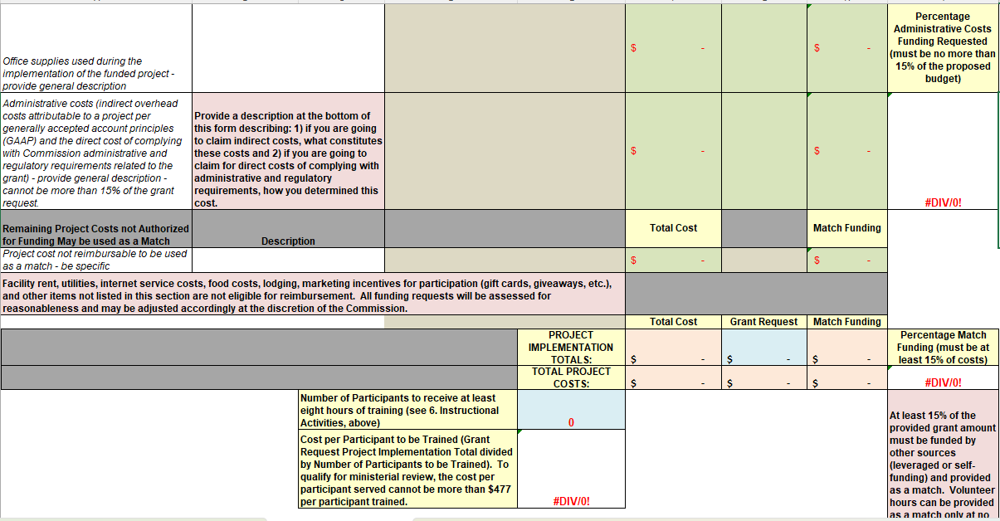 Office supplies used during the
implementation of the funded project -
provide general description
$ -
$ -
Percentage
Administrative Costs
Funding Requested
(must be no more than
15% of the proposed
budget)
Administrative costs (indirect overhead
costs attributable to a project per
generally accepted account principles
(GAAP) and the direct cost of complying
with Commission administrative and
regulatory requirements related to the
grant) - provide general description -
cannot be more than 15% of the grant
request.
Provide a description at the bottom of
this form describing: 1) if you are going
to claim indirect costs, what constitutes
these costs and 2) if you are going to
claim for direct costs of complying with
administrative and regulatory
requirements, how you determined this
cost.
$ -
$ -
#DIV/0!
Remaining Project Costs not Authorized
for Funding May be used as a Match
Description
Total Cost
Match Funding
Project cost not reimbursable to be used
as a match - be specific
$ -
$ -
Facility rent, utilities, internet service costs, food costs, lodging, marketing incentives for participation (gift cards, giveaways, etc.),
and other items not listed in this section are not eligible for reimbursement. All funding requests will be assessed for
reasonableness and may be adjusted accordingly at the discretion of the Commission.
Total Cost
Grant Request
Match Funding
PROJECT
IMPLEMENTATION
TOTALS:
$ -
$ -
$ -
Percentage Match
Funding (must be at
least 15% of costs)
TOTAL PROJECT
COSTS:
$ -
$ -
$ -
#DIV/0!
Number of Participants to receive at least
eight hours of training (see 6. Instructional
Activities, above)
0
Cost per Participant to be Trained (Grant
Request Project Implementation Total divided
by Number of Participants to be Trained). To
qualify for ministerial review, the cost per
participant served cannot be more than $477
per participant trained.
#DIV/0!
At least 15% of the
provided grant amount
must be funded by
other sources
(leveraged or self-
funding) and provided
as a match. Volunteer
hours can be provided
as a match only at no